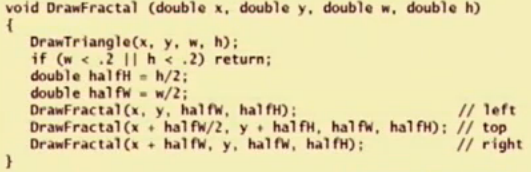 void DrawFractal (double x, double y, double w, double h)
{
   DrawTriangle(x, y, w, h);
   if (w < .2 || h < .2) return;
   double halfH = h/2;
   double halfW = w/2;
   DrawFractal(x, y, halfW, halfH);                        // left
   DrawFractal(x + halfW/2, y + halfH, halfW, halfH); // top
   DrawFractal(x + halfW, y, halfW, halfH);              // right
}